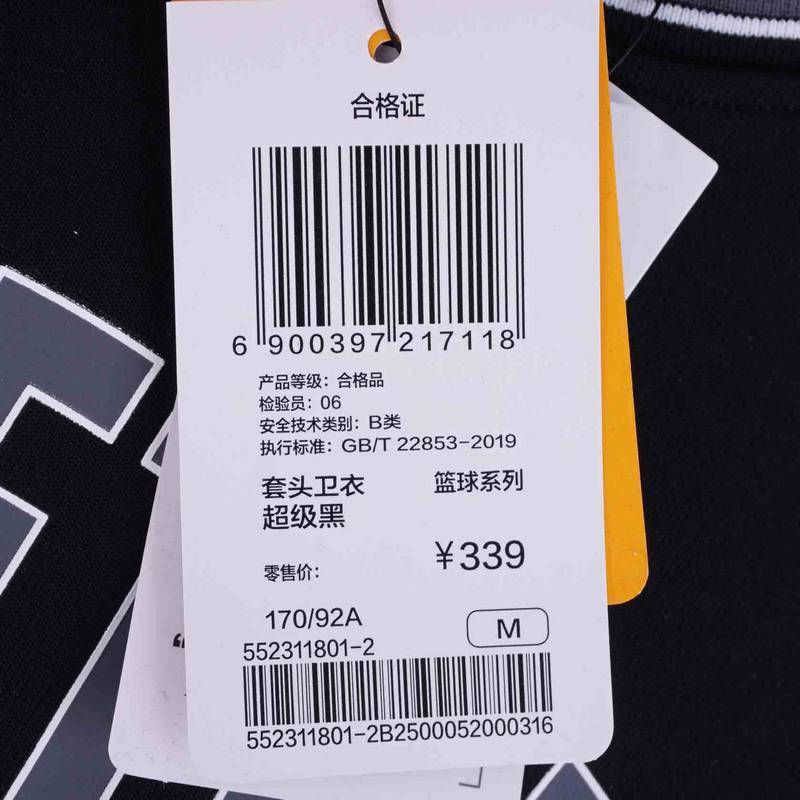 合格证
6 900397 217118
产品等级：合格品
检验员：06
安全技术类别：B类
执行标准：GB/T 22853-2019
套头卫衣 篮球系列
超级黑
零售价： ¥339
170/92A M
552311801-2
552311801-2B2500052000316